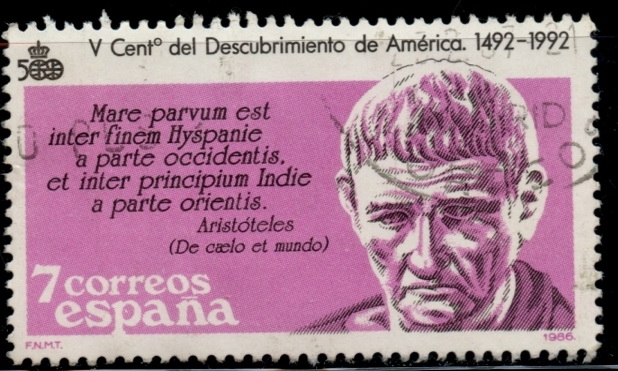 V Centº del Descubrimiento de América. 1492-1992
500
Mare parvum est
inter finem Hyspanie
a parte occidentis,
et inter principium Indie
a parte orientis.
Aristóteles
(De cælo et mundo)
7 correos
españa
F.N.M.T.
1986.